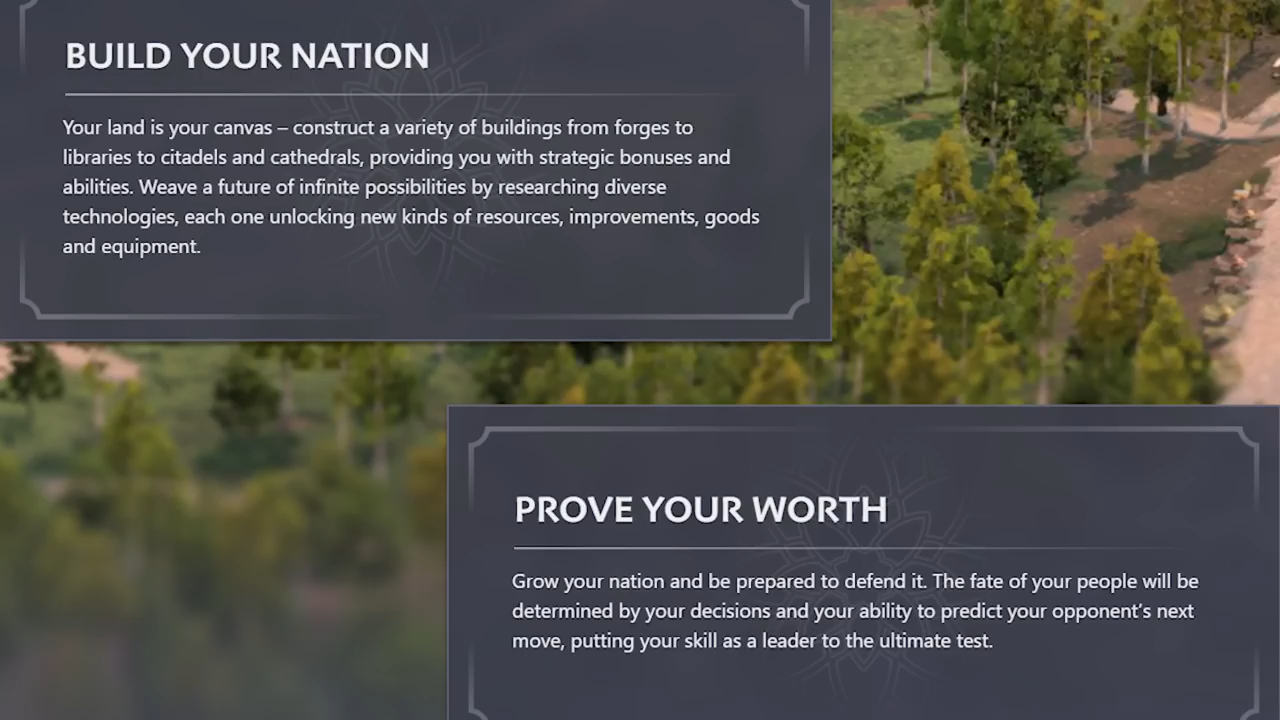 BUILD YOUR NATION
Your land is your canvas – construct a variety of buildings from forges to
libraries to citadels and cathedrals, providing you with strategic bonuses and
abilities. Weave a future of infinite possibilities by researching diverse
technologies, each one unlocking new kinds of resources, improvements, goods
and equipment.
PROVE YOUR WORTH
Grow your nation and be prepared to defend it. The fate of your people will be
determined by your decisions and your ability to predict your opponent’s next
move, putting your skill as a leader to the ultimate test.